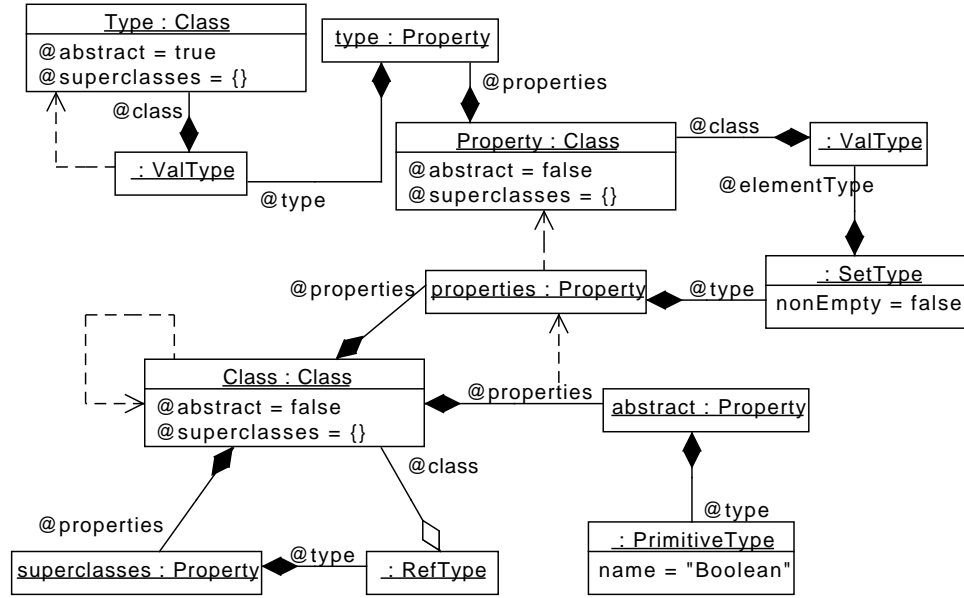 Type : Class
@abstract = true
@superclasses = {}
type : Property
@properties
@class
: ValType
@type
Property : Class
@abstract = false
@superclasses = {}
@class
: ValType
@elementType
@properties
properties : Property
@type
: SetType
nonEmpty = false
Class : Class
@abstract = false
@superclasses = {}
@properties
abstract : Property
@class
@properties
@type
superclasses : Property
@type
: RefType
: PrimitiveType
name = "Boolean"